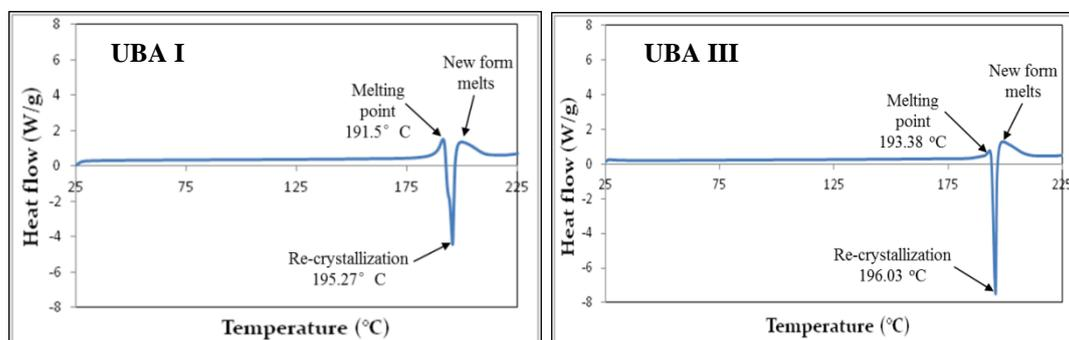 UBA I
New form
melts
Melting
point
191.5° C
Re-crystallization
195.27° C
Heat flow (W/g)
8
6
4
2
0
-2
-4
-6
-8
25
75
125
175
225
Temperature (°C)
UBA III
New form
melts
Melting
point
193.38 °C
Re-crystallization
196.03 °C
Heat flow (W/g)
8
6
4
2
0
-2
-4
-6
-8
25
75
125
175
225
Temperature (°C)